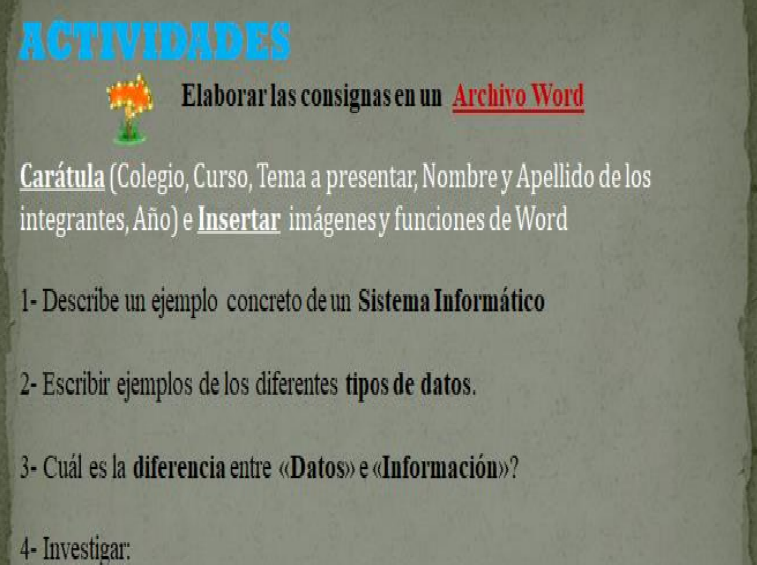 ACTIVIDADES
Elaborar las consignas en un Archivo Word
Carátula (Colegio, Curso, Tema a presentar, Nombre y Apellido de los
integrantes, Año) e Insertar imágenes y funciones de Word
1- Describe un ejemplo concreto de un Sistema Informático
2- Escribir ejemplos de los diferentes tipos de datos.
3- Cuál es la diferencia entre «Datos» e «Información»?
4- Investigar: